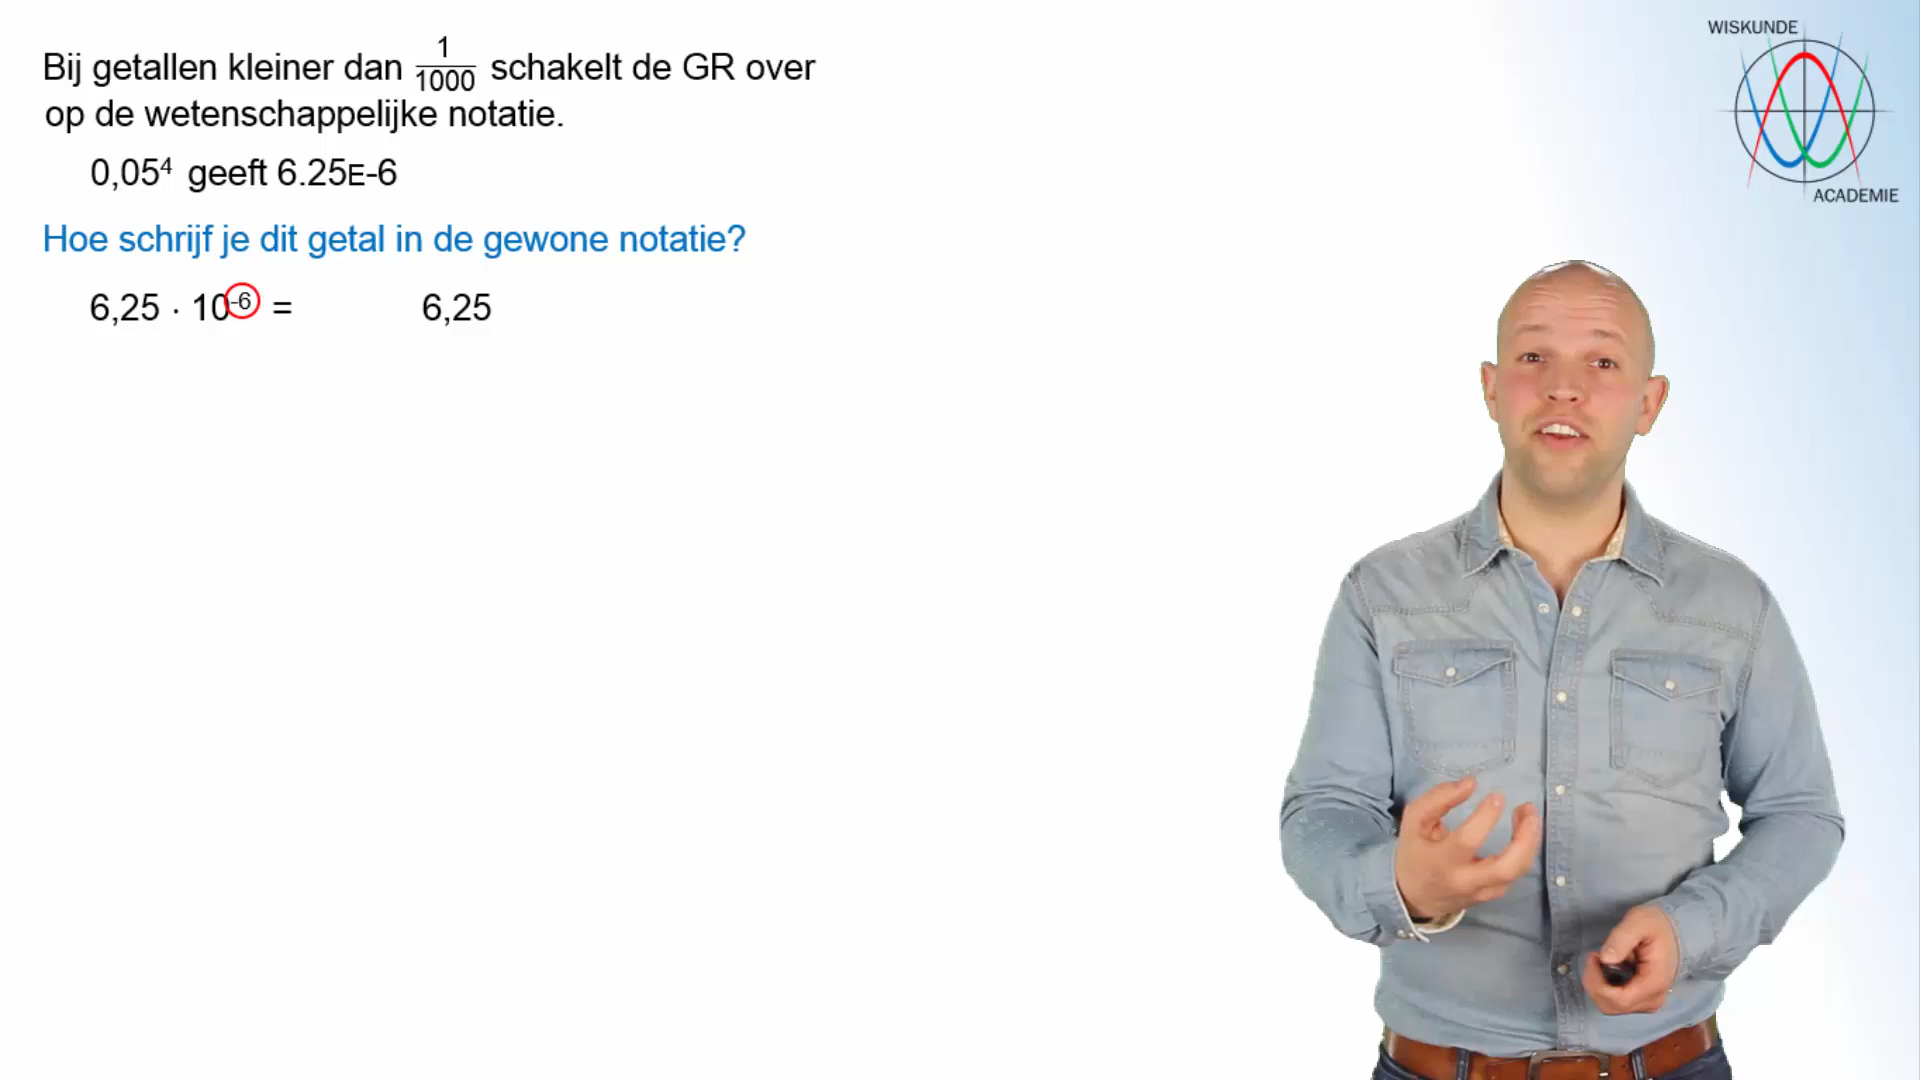 Bij getallen kleiner dan 1/1000 schakelt de GR over
op de wetenschappelijke notatie.
0,05⁴ geeft 6.25E-6
Hoe schrijf je dit getal in de gewone notatie?
6,25 · 10⁻⁶ = 6,25
WISKUNDE
ACADEMIE